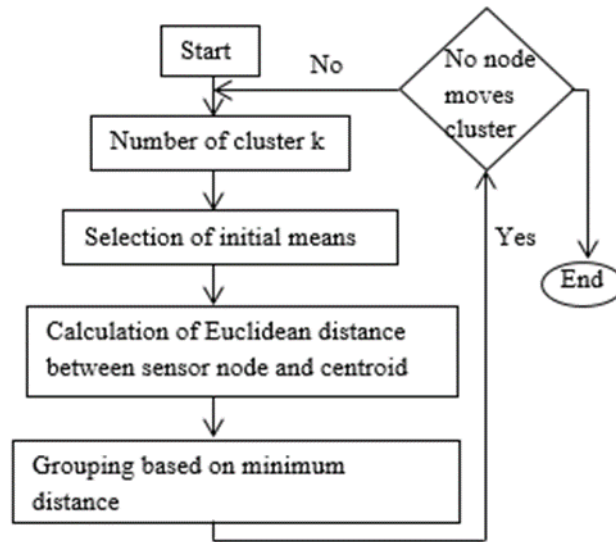 Start
No
No node
moves
cluster
Number of cluster k
Selection of initial means
Yes
End
Calculation of Euclidean distance
between sensor node and centroid
Grouping based on minimum
distance